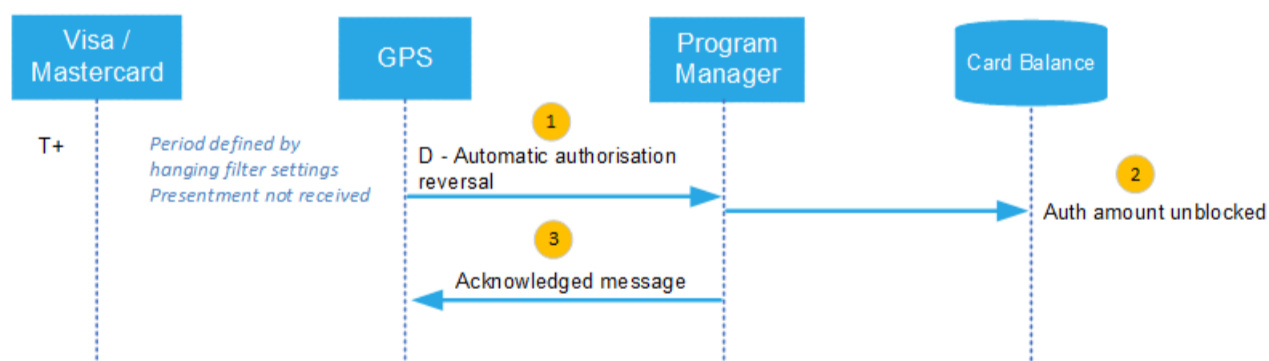 Visa /
Mastercard
GPS
Program
Manager
Card Balance
T+
Period defined by
hanging filter settings
Presentment not received
1
D - Automatic authorisation
reversal
2
Auth amount unblocked
3
Acknowledged message